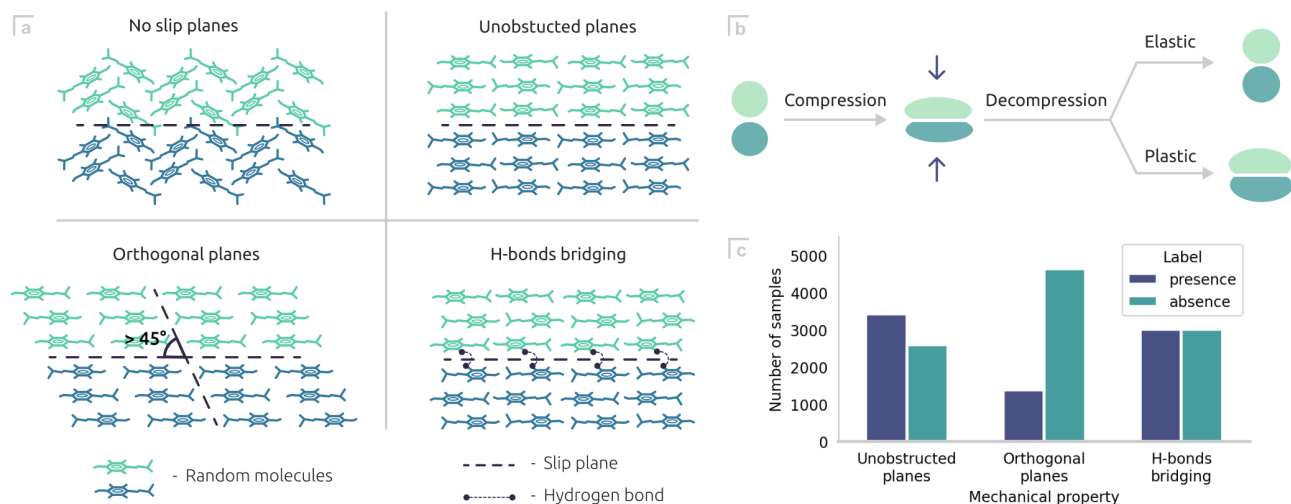 a
No slip planes
Unobstucted planes
Orthogonal planes
> 45°
H-bonds bridging
- Random molecules
- Slip plane
- Hydrogen bond
b
Compression
Decompression
Elastic
Plastic
c
Number of samples
5000
4000
3000
2000
1000
0
Label
presence
absence
Unobstructed
planes
Orthogonal
planes
H-bonds
bridging
Mechanical property